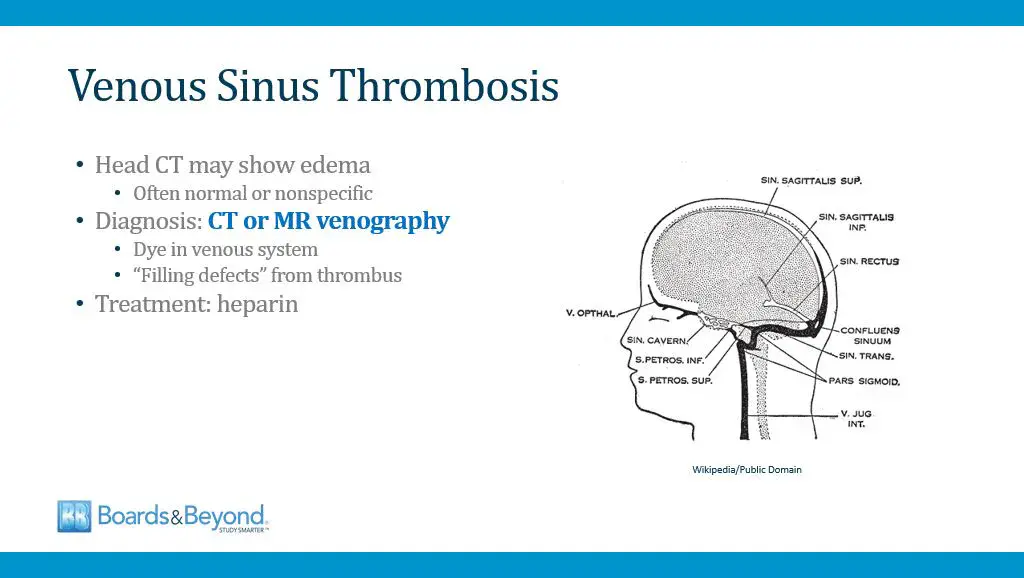 Venous Sinus Thrombosis
• Head CT may show edema
• Often normal or nonspecific
• Diagnosis: CT or MR venography
• Dye in venous system
• “Filling defects” from thrombus
• Treatment: heparin
SIN. SAGITTALIS SUP.
SIN. SAGITTALIS
INF.
SIN. RECTUS
V. OPTHAL.
CONFLUENS
SINUUM
SIN. CAVERN.
SIN. TRANS.
S. PETROS. INF.
S. PETROS. SUP.
PARS SIGMOID.
V. JUG
INT.
Wikipedia/Public Domain
BB Boards&Beyond®
STUDY SMARTER™